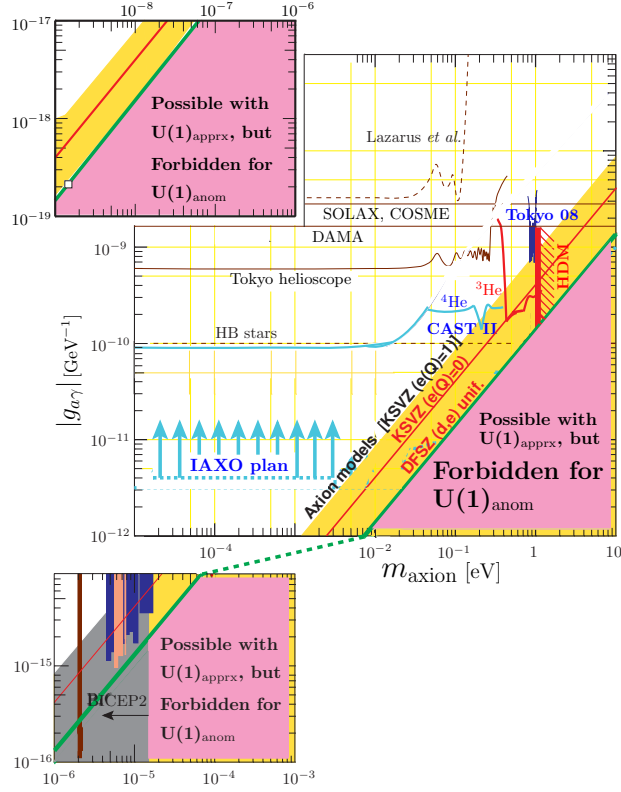 10⁻⁸ 10⁻⁷ 10⁻⁶
10⁻¹⁷
10⁻¹⁸
10⁻¹⁹
Possible with
U(1)apprx, but
Forbidden for
U(1)anom
Lazarus et al.
SOLAX, COSME
Tokyo 08
DAMA
Tokyo helioscope
HDM
³He
⁴He
CAST II
HB stars
10⁻⁹
10⁻¹⁰
10⁻¹¹
10⁻¹²
|gaγ| [GeV⁻¹]
IAXO plan
Axion models [KSVZ (e(Q)=1)]
KSVZ (e(Q)=0)
DFSZ (d,e) unif.
Possible with
U(1)apprx, but
Forbidden for
U(1)anom
10⁻⁴ 10⁻² 10⁻¹ 1 10
maxion [eV]
10⁻¹⁵
10⁻¹⁶
BICEP2
Possible with
U(1)apprx, but
Forbidden for
U(1)anom
10⁻⁶ 10⁻⁵ 10⁻⁴ 10⁻³